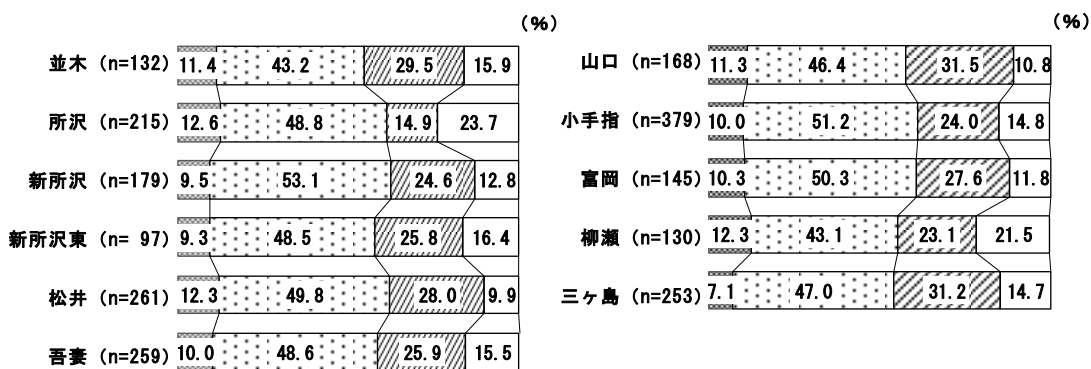 (%)
並木 (n=132) 11.4 43.2 29.5 15.9
所沢 (n=215) 12.6 48.8 14.9 23.7
新所沢 (n=179) 9.5 53.1 24.6 12.8
新所沢東 (n= 97) 9.3 48.5 25.8 16.4
松井 (n=261) 12.3 49.8 28.0 9.9
吾妻 (n=259) 10.0 48.6 25.9 15.5
(%)
山口 (n=168) 11.3 46.4 31.5 10.8
小手指 (n=379) 10.0 51.2 24.0 14.8
富岡 (n=145) 10.3 50.3 27.6 11.8
柳瀬 (n=130) 12.3 43.1 23.1 21.5
三ヶ島 (n=253) 7.1 47.0 31.2 14.7